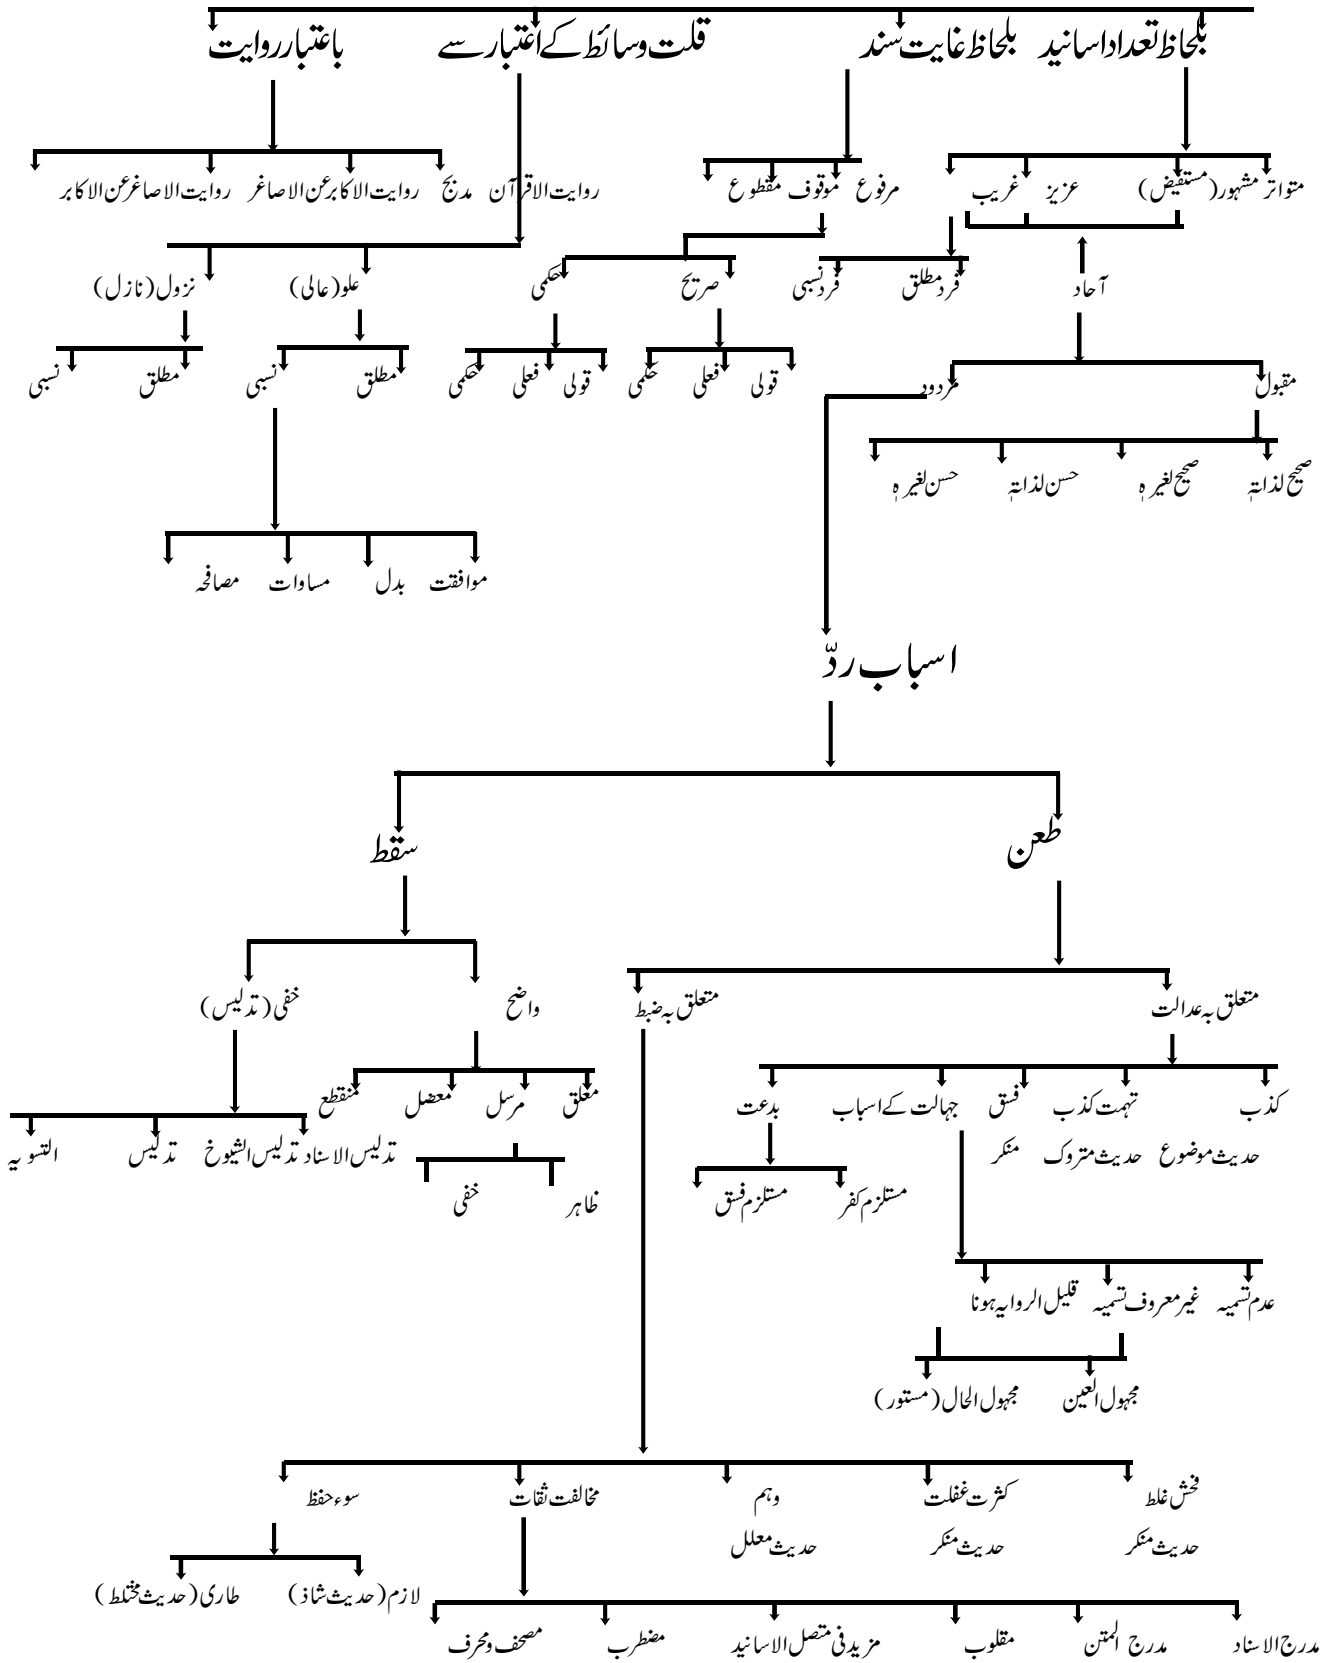 بلحاظ تعداد اسانید بلحاظ غایت سند قلت وسائط کے اعتبار سے باعتبار روایت
متواتر مشہور (مستفیض) عزیز غریب مرفوع موقوف مقطوع روایت الاقرآن مدبج روایت الاکابر عن الاصاغر روایت الاصاغر عن الاکابر
آحاد فرد مطلق فرد نسبی صریح حکمی علو (عالی) نزول (نازل)
مقبول مردود قولی فعلی حکمی قولی فعلی حکمی مطلق نسبی مطلق نسبی
صحیح لذاتہٖ صحیح لغیرہٖ حسن لذاتہٖ حسن لغیرہٖ
موافقت بدل مساوات مصافحہ
اسباب ردّ
طعن سقط
متعلق بہ عدالت متعلق بہ ضبط واضح خفی (تدلیس)
کذب تہمت کذب فسق جہالت کے اسباب بدعت معلق مرسل معضل منقطع
حدیث موضوع حدیث متروک منکر تدلیس الاسناد تدلیس الشیوخ تدلیس التسویہ
مستلزم کفر مستلزم فسق ظاہر خفی
عدم تسمیہ غیر معروف تسمیہ قلیل الروایہ ہونا
مجہول العین مجہول الحال (مستور)
فحش غلط کثرت غفلت وہم مخالفت ثقات سوء حفظ
حدیث منکر حدیث منکر حدیث معلل
لازم (حدیث شاذ) طاری (حدیث مختلط)
مدرج الاسناد مدرج المتن مقلوب مزید فی متصل الاسانید مضطرب مصحف ومحرف